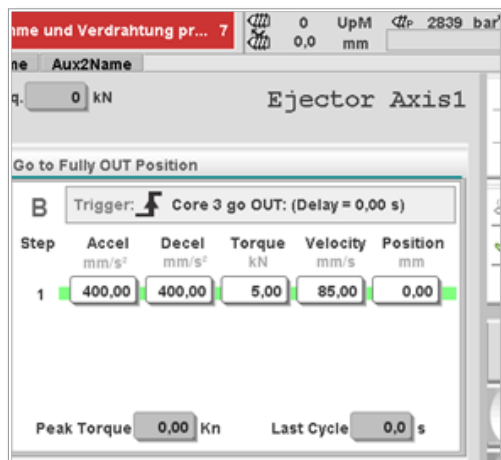 me und Verdrahtung pr... 7
0 UpM
2839 bar
0,0 mm
Aux2Name
0 kN
Ejector Axis1
Go to Fully OUT Position
B Trigger: Core 3 go OUT: (Delay = 0,00 s)
Step Accel Decel Torque Velocity Position
mm/s² mm/s² kN mm/s mm
1 400,00 400,00 5,00 85,00 0,00
Peak Torque 0,00 Kn Last Cycle 0,0 s